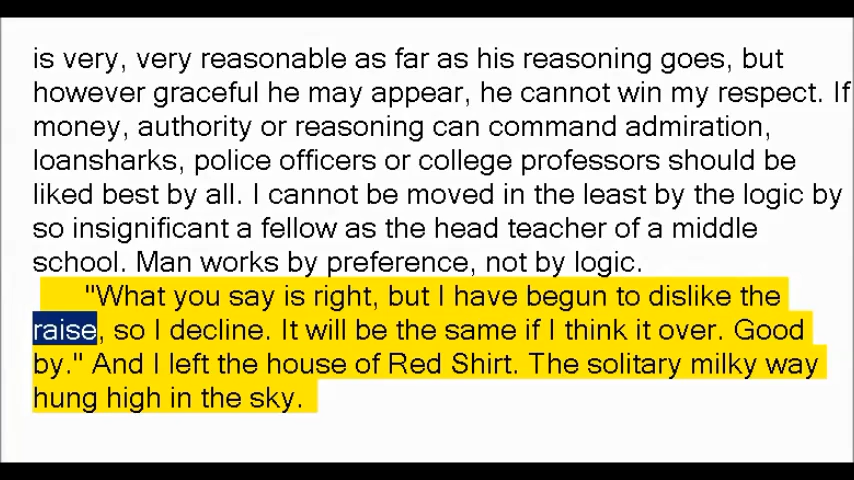 is very, very reasonable as far as his reasoning goes, but
however graceful he may appear, he cannot win my respect. If
money, authority or reasoning can command admiration,
loansharks, police officers or college professors should be
liked best by all. I cannot be moved in the least by the logic by
so insignificant a fellow as the head teacher of a middle
school. Man works by preference, not by logic.
"What you say is right, but I have begun to dislike the
raise, so I decline. It will be the same if I think it over. Good
by." And I left the house of Red Shirt. The solitary milky way
hung high in the sky.